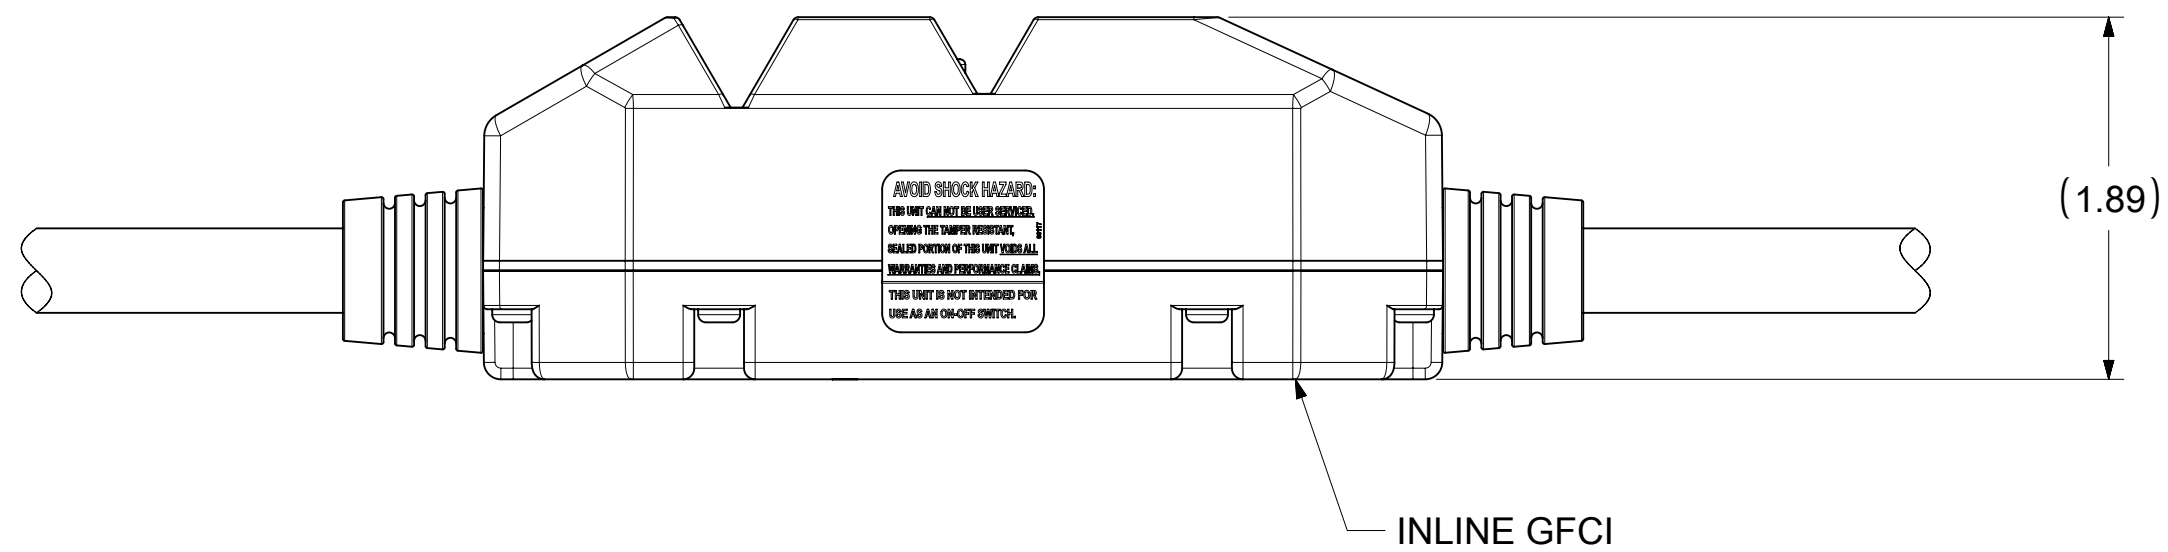 AVOID SHOCK HAZARD:
THIS UNIT CAN NOT BE USER SERVICED.
OPENING THE TAMPER RESISTANT,
SEALED PORTION OF THIS UNIT VOIDS ALL
WARRANTIES AND PERFORMANCE CLAIMS.
THIS UNIT IS NOT INTENDED FOR
USE AS AN ON-OFF SWITCH.
(1.89)
INLINE GFCI